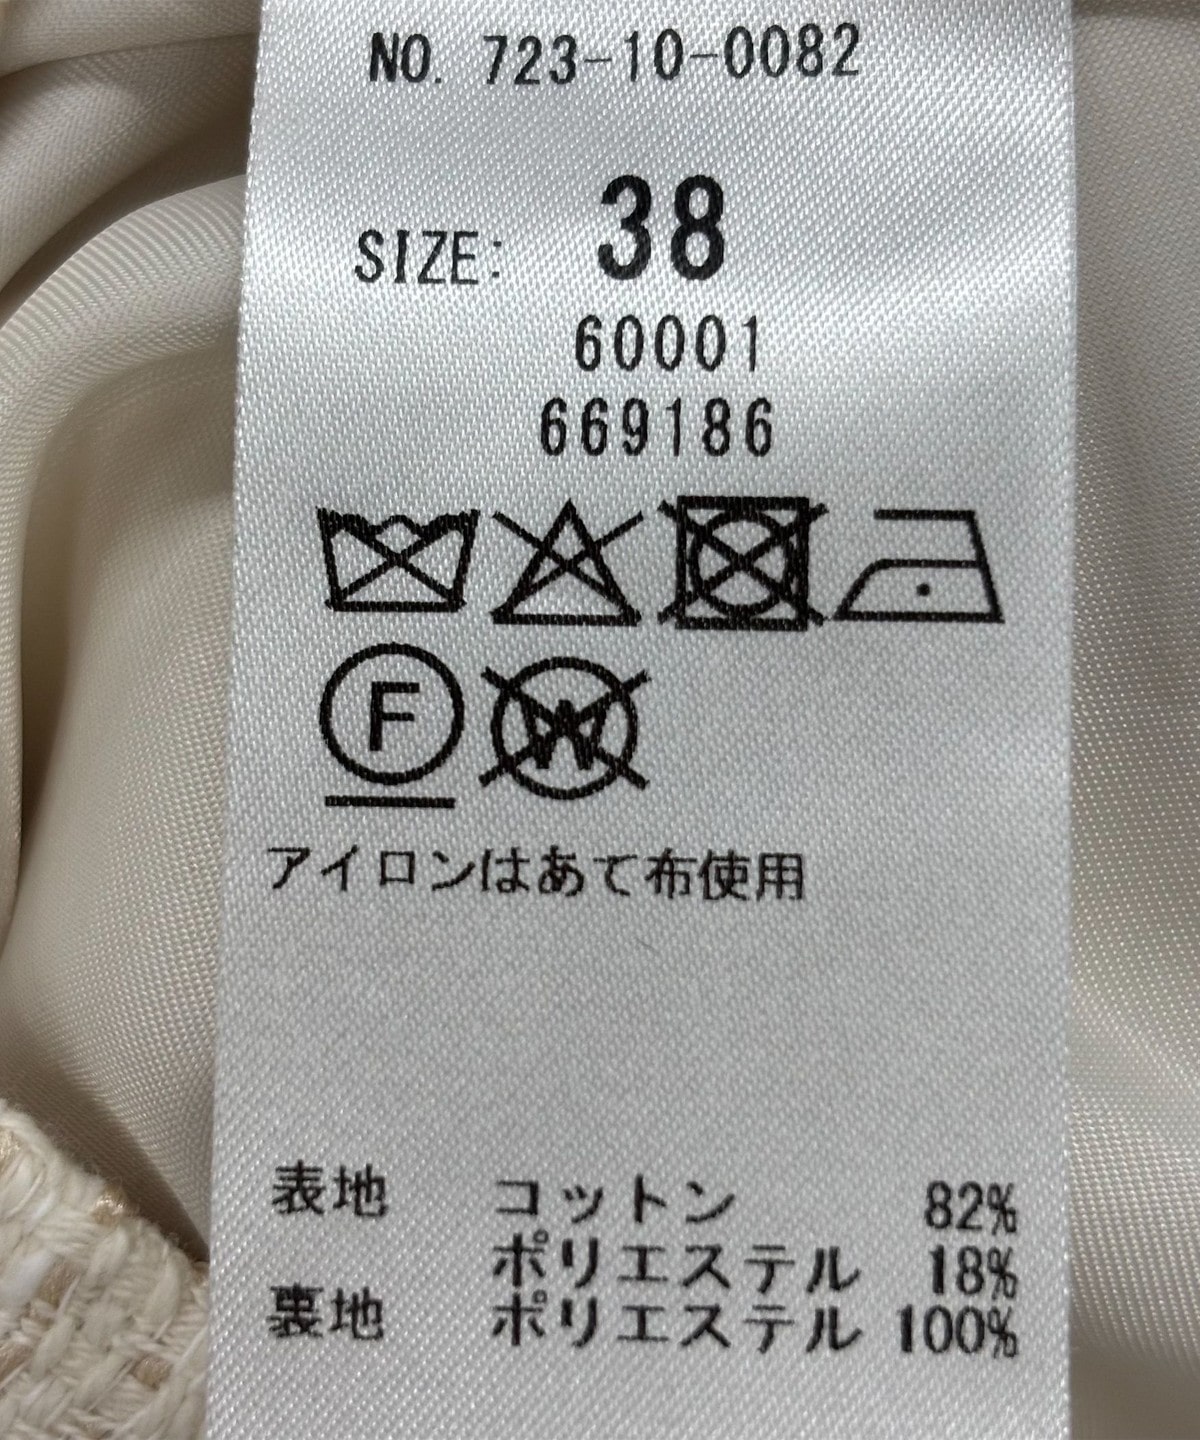 NO. 723-10-0082
SIZE: 38
60001
669186
F
W
アイロンはあて布使用
表地 コットン 82%
ポリエステル 18%
裏地 ポリエステル 100%